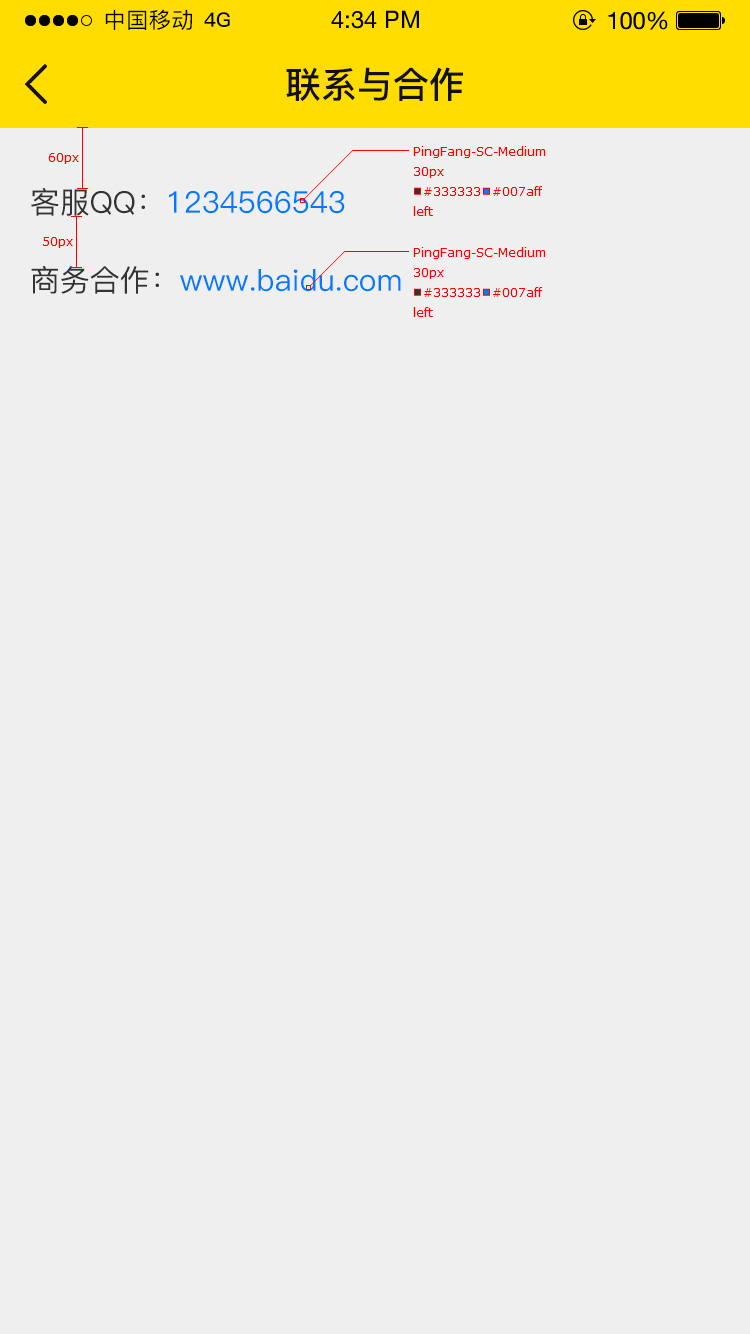 中国移动 4G 4:34 PM 100%
联系与合作
60px
PingFang-SC-Medium
30px
#333333 #007aff
left
客服QQ：1234566543
50px
PingFang-SC-Medium
30px
#333333 #007aff
left
商务合作：www.baidu.com